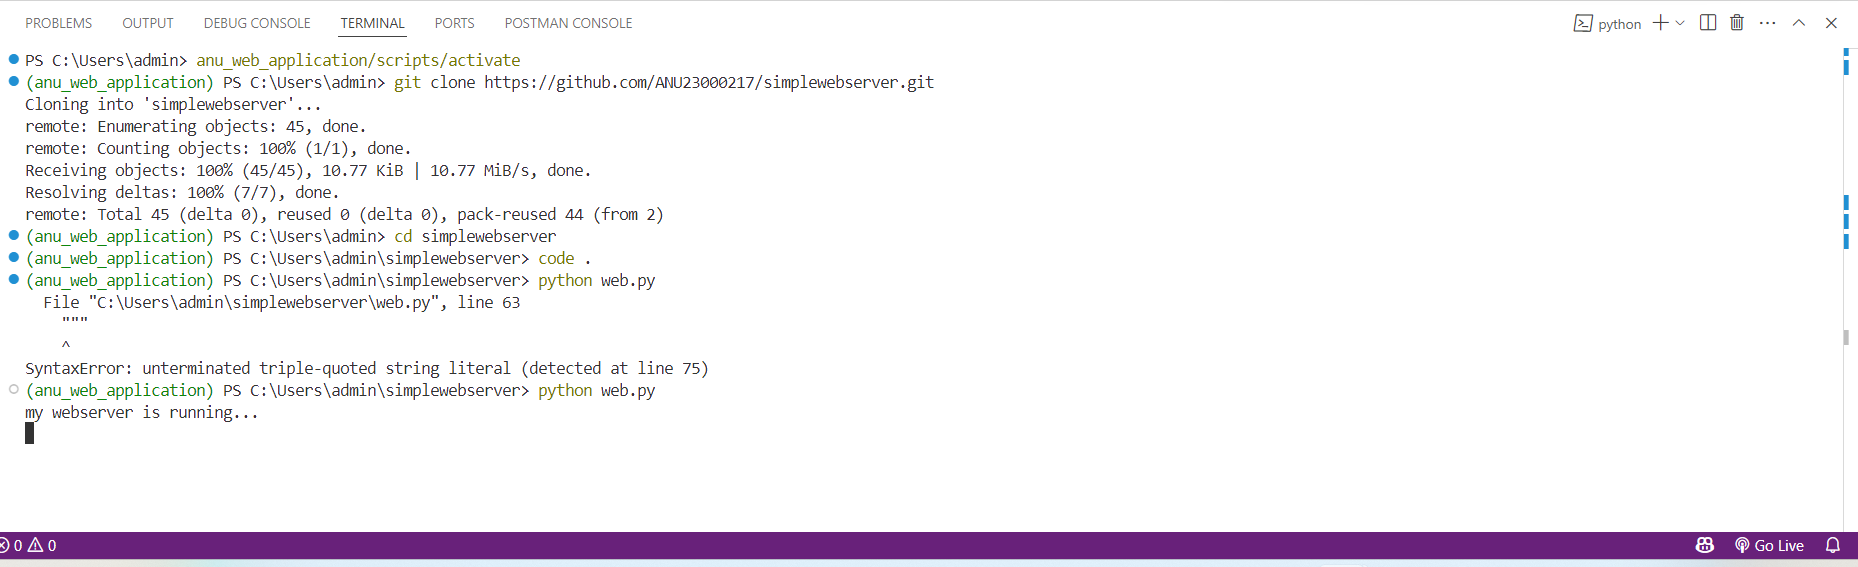 PROBLEMS OUTPUT DEBUG CONSOLE TERMINAL PORTS POSTMAN CONSOLE python
PS C:\Users\admin> anu_web_application/scripts/activate
(anu_web_application) PS C:\Users\admin> git clone https://github.com/ANU23000217/simplewebserver.git
Cloning into 'simplewebserver'...
remote: Enumerating objects: 45, done.
remote: Counting objects: 100% (1/1), done.
Receiving objects: 100% (45/45), 10.77 KiB | 10.77 MiB/s, done.
Resolving deltas: 100% (7/7), done.
remote: Total 45 (delta 0), reused 0 (delta 0), pack-reused 44 (from 2)
(anu_web_application) PS C:\Users\admin> cd simplewebserver
(anu_web_application) PS C:\Users\admin\simplewebserver> code .
(anu_web_application) PS C:\Users\admin\simplewebserver> python web.py
  File "C:\Users\admin\simplewebserver\web.py", line 63
    """
    ^
SyntaxError: unterminated triple-quoted string literal (detected at line 75)
(anu_web_application) PS C:\Users\admin\simplewebserver> python web.py
my webserver is running...
0 0 Go Live